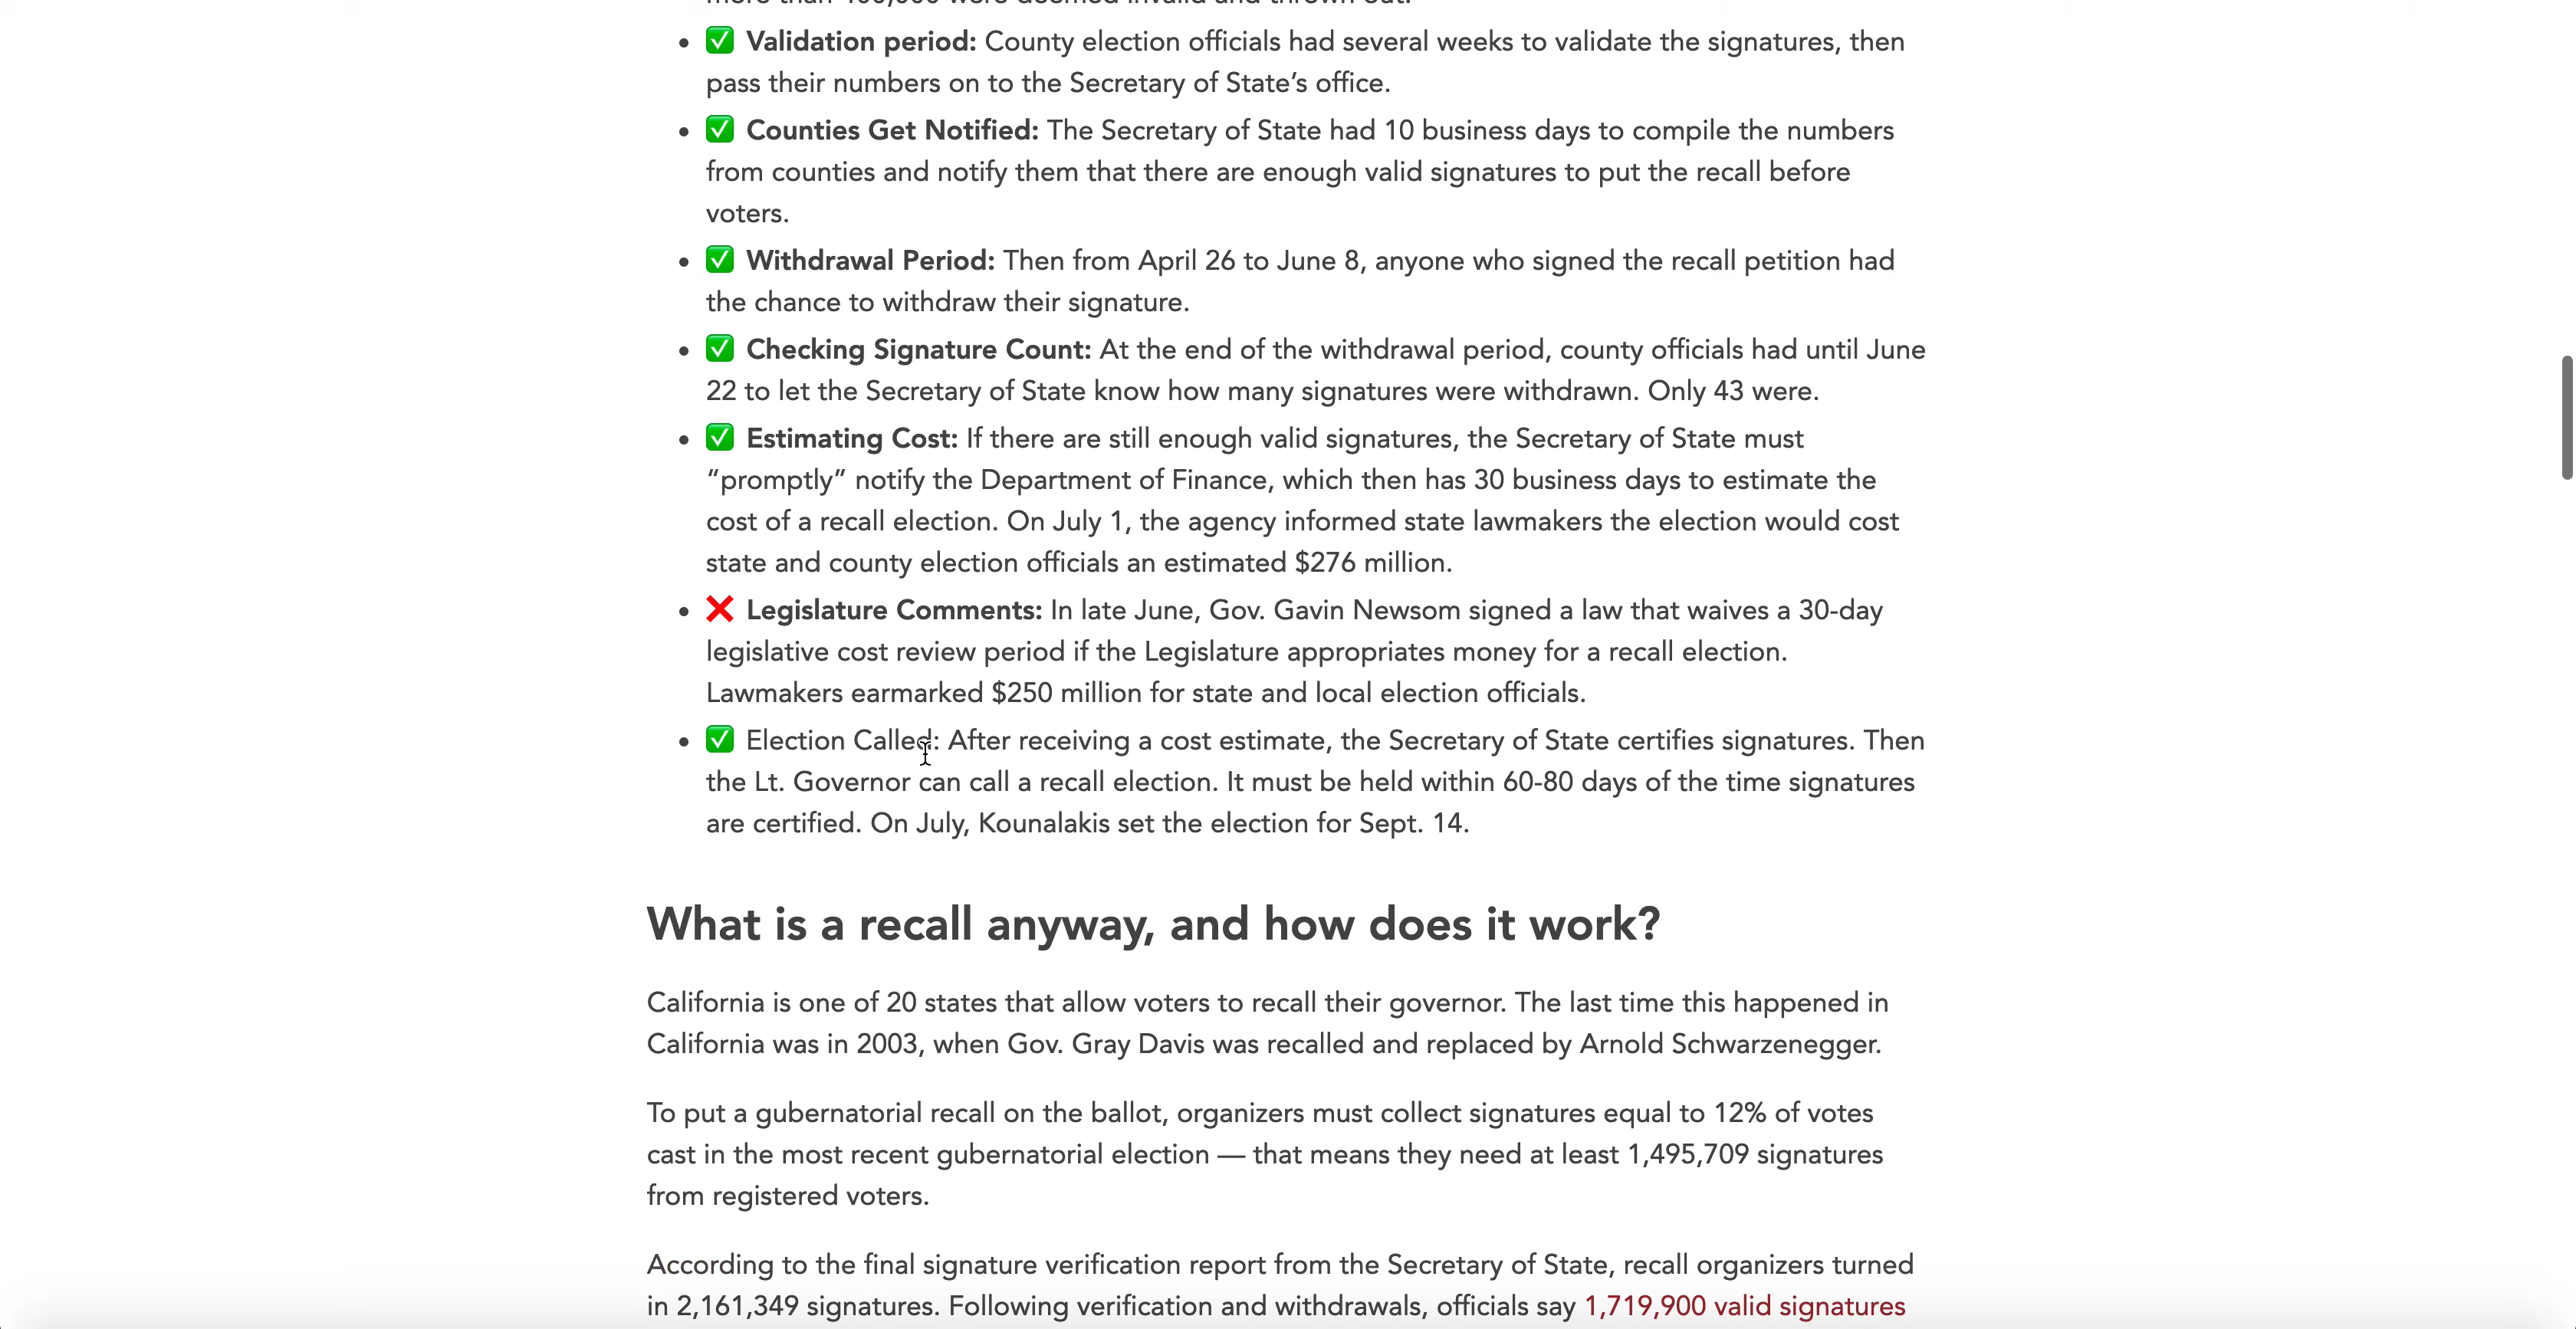 ✅ Validation period: County election officials had several weeks to validate the signatures, then
pass their numbers on to the Secretary of State’s office.
✅ Counties Get Notified: The Secretary of State had 10 business days to compile the numbers
from counties and notify them that there are enough valid signatures to put the recall before
voters.
✅ Withdrawal Period: Then from April 26 to June 8, anyone who signed the recall petition had
the chance to withdraw their signature.
✅ Checking Signature Count: At the end of the withdrawal period, county officials had until June
22 to let the Secretary of State know how many signatures were withdrawn. Only 43 were.
✅ Estimating Cost: If there are still enough valid signatures, the Secretary of State must
“promptly” notify the Department of Finance, which then has 30 business days to estimate the
cost of a recall election. On July 1, the agency informed state lawmakers the election would cost
state and county election officials an estimated $276 million.
❌ Legislature Comments: In late June, Gov. Gavin Newsom signed a law that waives a 30-day
legislative cost review period if the Legislature appropriates money for a recall election.
Lawmakers earmarked $250 million for state and local election officials.
✅ Election Called: After receiving a cost estimate, the Secretary of State certifies signatures. Then
the Lt. Governor can call a recall election. It must be held within 60-80 days of the time signatures
are certified. On July, Kounalakis set the election for Sept. 14.
What is a recall anyway, and how does it work?
California is one of 20 states that allow voters to recall their governor. The last time this happened in
California was in 2003, when Gov. Gray Davis was recalled and replaced by Arnold Schwarzenegger.
To put a gubernatorial recall on the ballot, organizers must collect signatures equal to 12% of votes
cast in the most recent gubernatorial election — that means they need at least 1,495,709 signatures
from registered voters.
According to the final signature verification report from the Secretary of State, recall organizers turned
in 2,161,349 signatures. Following verification and withdrawals, officials say 1,719,900 valid signatures